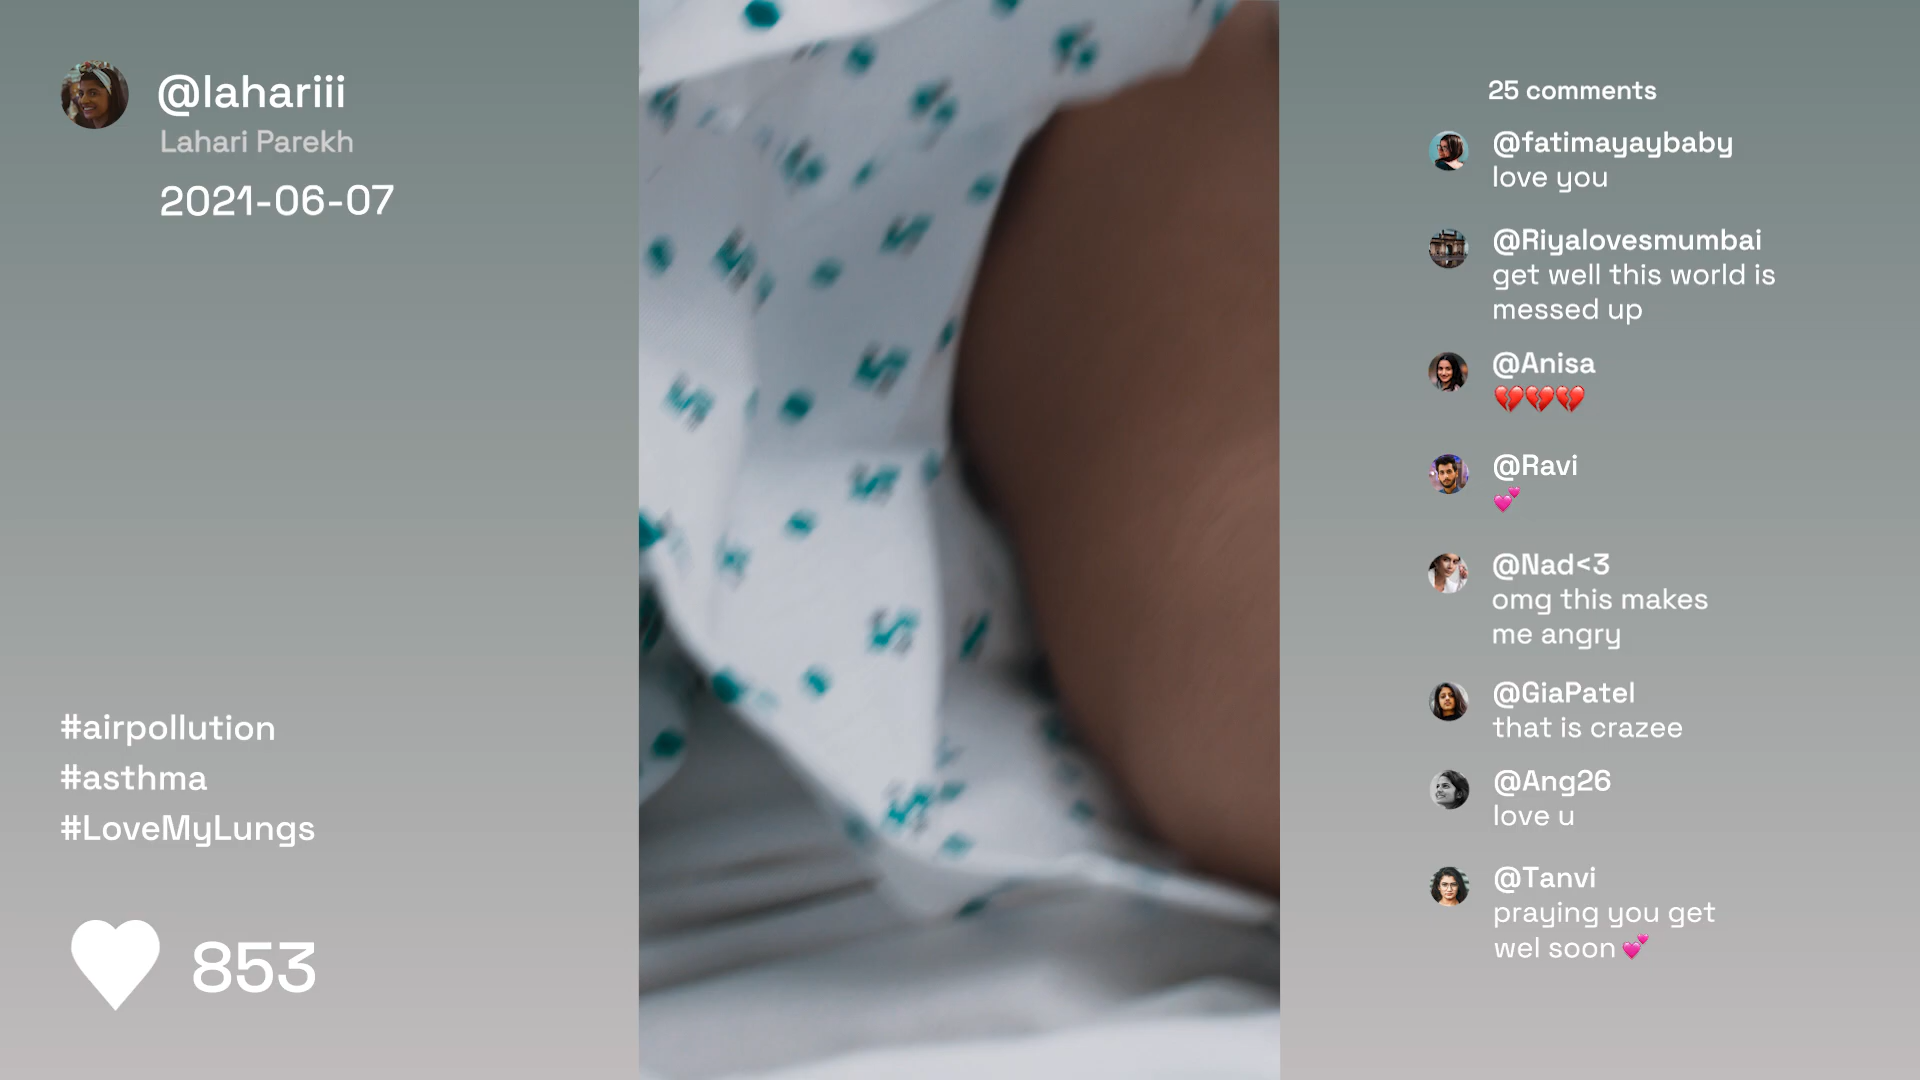 @lahariii
Lahari Parekh
2021-06-07
#airpollution
#asthma
#LoveMyLungs
853
25 comments
@fatimayaybaby
love you
@Riyalovesmumbai
get well this world is
messed up
@Anisa
💔💔💔
@Ravi
💕
@Nad<3
omg this makes
me angry
@GiaPatel
that is crazee
@Ang26
love u
@Tanvi
praying you get
wel soon 💕